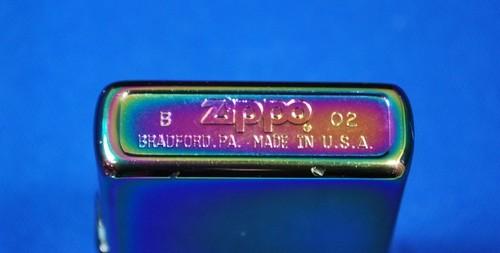 B Zippo® 02
BRADFORD, PA. MADE IN U.S.A.